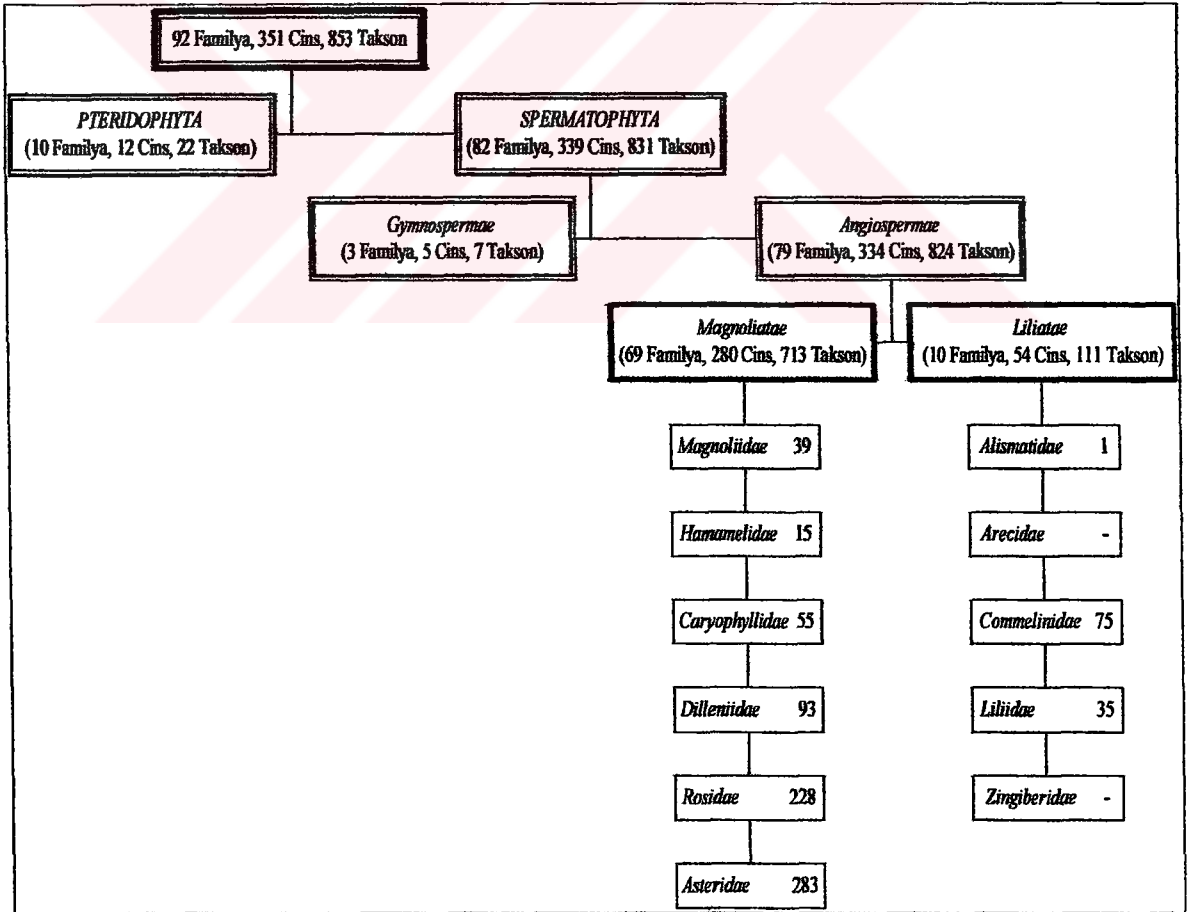 92 Familya, 351 Cins, 853 Takson
PTERIDOPHYTA
(10 Familya, 12 Cins, 22 Takson)
SPERMATOPHYTA
(82 Familya, 339 Cins, 831 Takson)
Gymnospermae
(3 Familya, 5 Cins, 7 Takson)
Angiospermae
(79 Familya, 334 Cins, 824 Takson)
Magnoliatae
(69 Familya, 280 Cins, 713 Takson)
Liliatae
(10 Familya, 54 Cins, 111 Takson)
Magnoliidae 39
Hamamelidae 15
Caryophyllidae 55
Dilleniidae 93
Rosidae 228
Asteridae 283
Alismatidae 1
Arecidae -
Commelinidae 75
Liliidae 35
Zingiberidae -